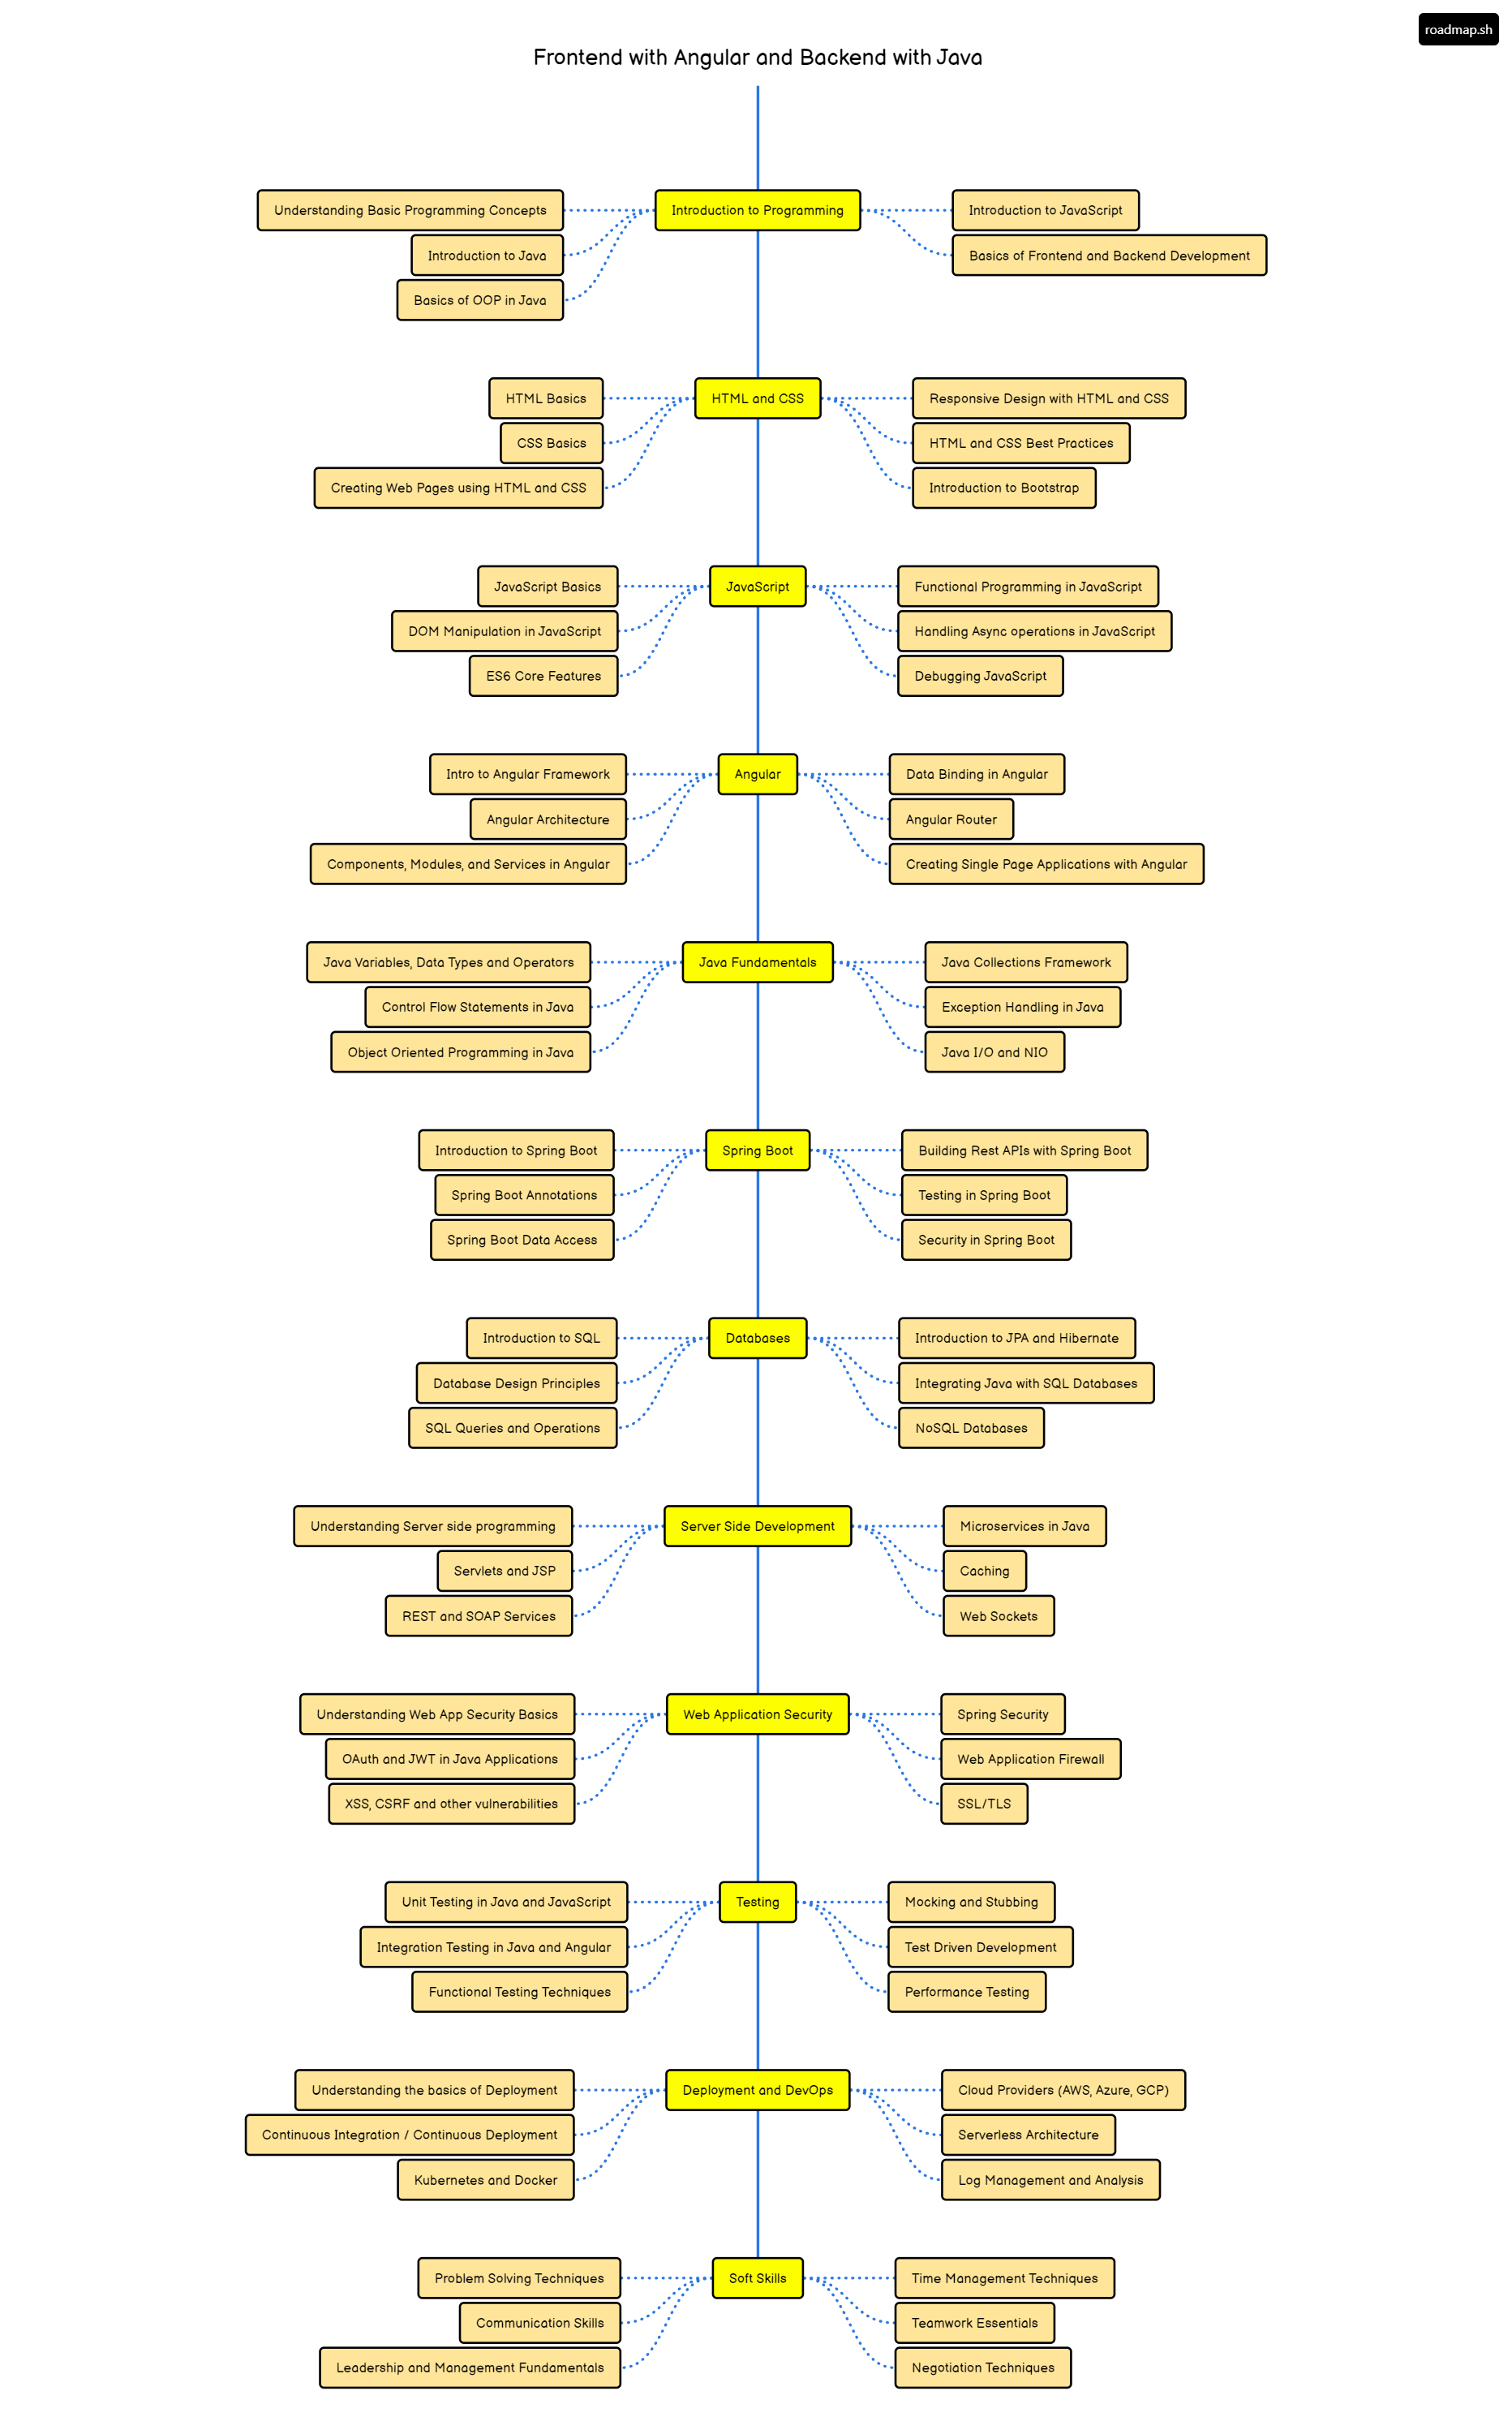 roadmap.sh
Frontend with Angular and Backend with Java
Introduction to Programming
Understanding Basic Programming Concepts
Introduction to Java
Basics of OOP in Java
Introduction to JavaScript
Basics of Frontend and Backend Development
HTML and CSS
HTML Basics
CSS Basics
Creating Web Pages using HTML and CSS
Responsive Design with HTML and CSS
HTML and CSS Best Practices
Introduction to Bootstrap
JavaScript
JavaScript Basics
DOM Manipulation in JavaScript
ES6 Core Features
Functional Programming in JavaScript
Handling Async operations in JavaScript
Debugging JavaScript
Angular
Intro to Angular Framework
Angular Architecture
Components, Modules, and Services in Angular
Data Binding in Angular
Angular Router
Creating Single Page Applications with Angular
Java Fundamentals
Java Variables, Data Types and Operators
Control Flow Statements in Java
Object Oriented Programming in Java
Java Collections Framework
Exception Handling in Java
Java I/O and NIO
Spring Boot
Introduction to Spring Boot
Spring Boot Annotations
Spring Boot Data Access
Building Rest APIs with Spring Boot
Testing in Spring Boot
Security in Spring Boot
Databases
Introduction to SQL
Database Design Principles
SQL Queries and Operations
Introduction to JPA and Hibernate
Integrating Java with SQL Databases
NoSQL Databases
Server Side Development
Understanding Server side programming
Servlets and JSP
REST and SOAP Services
Microservices in Java
Caching
Web Sockets
Web Application Security
Understanding Web App Security Basics
OAuth and JWT in Java Applications
XSS, CSRF and other vulnerabilities
Spring Security
Web Application Firewall
SSL/TLS
Testing
Unit Testing in Java and JavaScript
Integration Testing in Java and Angular
Functional Testing Techniques
Mocking and Stubbing
Test Driven Development
Performance Testing
Deployment and DevOps
Understanding the basics of Deployment
Continuous Integration / Continuous Deployment
Kubernetes and Docker
Cloud Providers (AWS, Azure, GCP)
Serverless Architecture
Log Management and Analysis
Soft Skills
Problem Solving Techniques
Communication Skills
Leadership and Management Fundamentals
Time Management Techniques
Teamwork Essentials
Negotiation Techniques